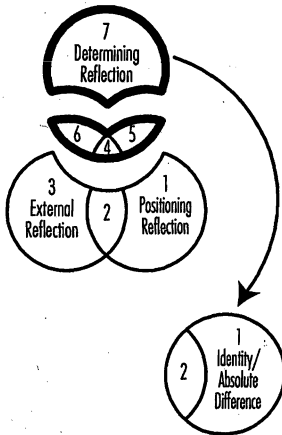 7
Determining
Reflection
6
4
5
3
External
Reflection
2
1
Positioning
Reflection
2
1
Identity/
Absolute
Difference